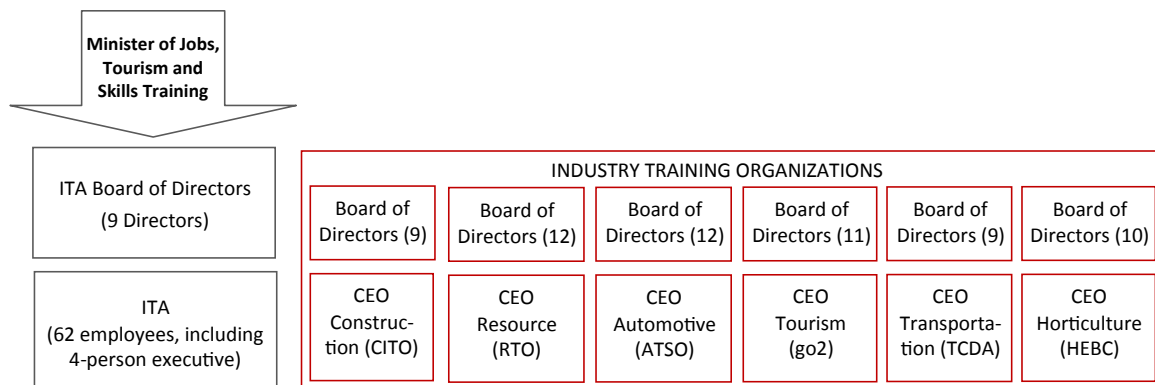 Minister of Jobs,
Tourism and
Skills Training
ITA Board of Directors
(9 Directors)
ITA
(62 employees, including
4-person executive)
INDUSTRY TRAINING ORGANIZATIONS
Board of
Directors (9)
Board of
Directors (12)
Board of
Directors (12)
Board of
Directors (11)
Board of
Directors (9)
Board of
Directors (10)
CEO
Construc-
tion (CITO)
CEO
Resource
(RTO)
CEO
Automotive
(ATSO)
CEO
Tourism
(go2)
CEO
Transporta-
tion (TCDA)
CEO
Horticulture
(HEBC)